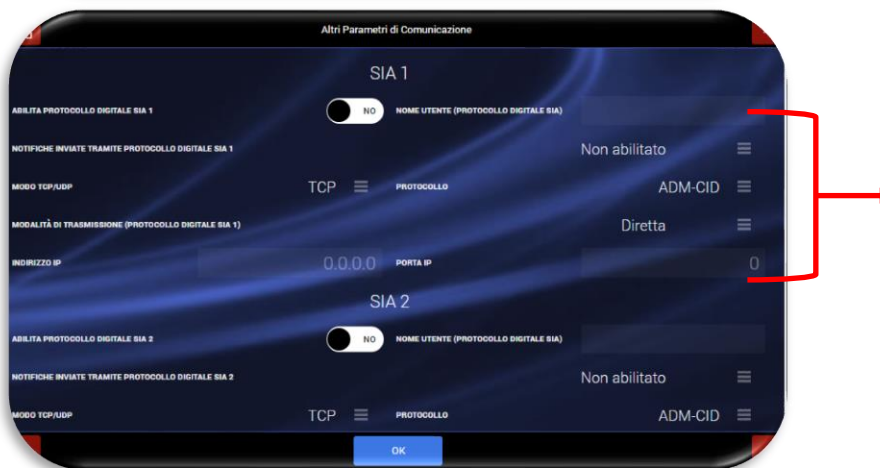 Altri Parametri di Comunicazione
SIA 1
ABILITA PROTOCOLLO DIGITALE SIA 1 NO NOME UTENTE (PROTOCOLLO DIGITALE SIA)
NOTIFICHE INVIATE TRAMITE PROTOCOLLO DIGITALE SIA 1 Non abilitato
MODO TCP/UDP TCP PROTOCOLLO ADM-CID
MODALITÀ DI TRASMISSIONE (PROTOCOLLO DIGITALE SIA 1) Diretta
INDIRIZZO IP 0.0.0.0 PORTA IP 0
SIA 2
ABILITA PROTOCOLLO DIGITALE SIA 2 NO NOME UTENTE (PROTOCOLLO DIGITALE SIA)
NOTIFICHE INVIATE TRAMITE PROTOCOLLO DIGITALE SIA 2 Non abilitato
MODO TCP/UDP TCP PROTOCOLLO ADM-CID
OK